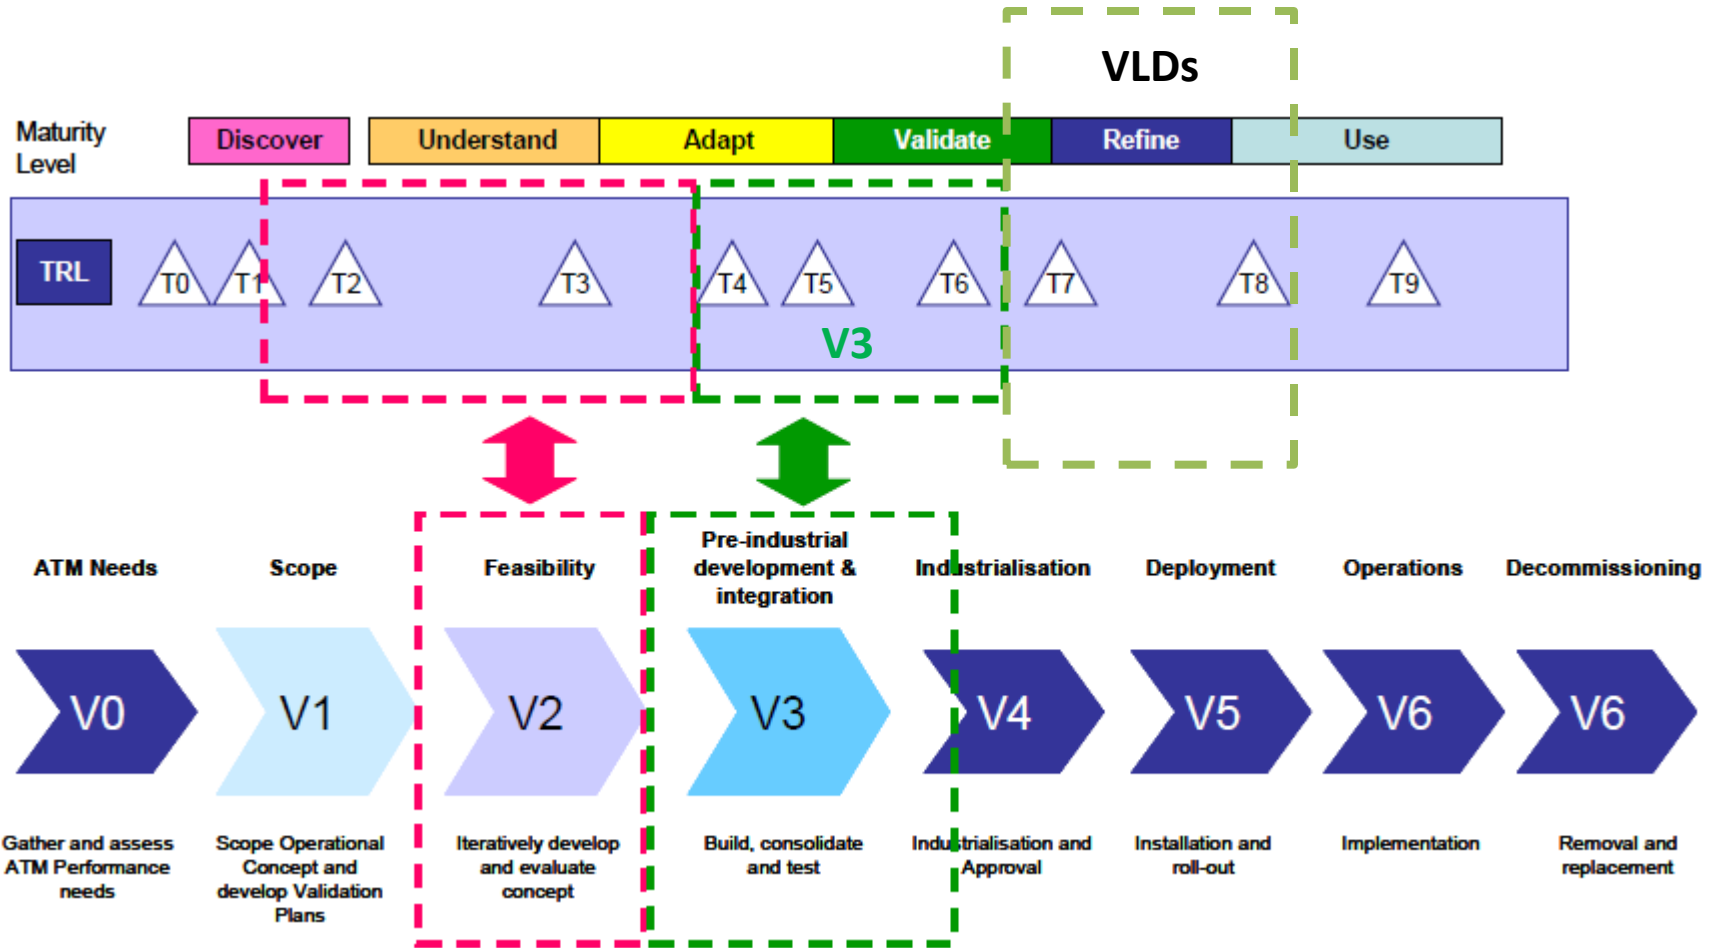 VLDs
Maturity
Level
Discover
Understand
Adapt
Validate
Refine
Use
TRL
T0
T1
T2
T3
T4
T5
T6
T7
T8
T9
V3
ATM Needs
Scope
Feasibility
Pre-industrial
development &
integration
Industrialisation
Deployment
Operations
Decommissioning
V0
V1
V2
V3
V4
V5
V6
V6
Gather and assess
ATM Performance
needs
Scope Operational
Concept and
develop Validation
Plans
Iteratively develop
and evaluate
concept
Build, consolidate
and test
Industrialisation and
Approval
Installation and
roll-out
Implementation
Removal and
replacement